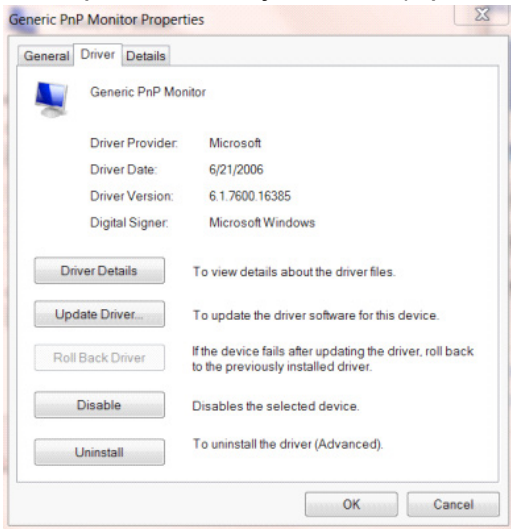 Generic PnP Monitor Properties
General Driver Details
Generic PnP Monitor
Driver Provider: Microsoft
Driver Date: 6/21/2006
Driver Version: 6.1.7600.16385
Digital Signer: Microsoft Windows
Driver Details To view details about the driver files.
Update Driver... To update the driver software for this device.
Roll Back Driver If the device fails after updating the driver, roll back
to the previously installed driver.
Disable Disables the selected device.
Uninstall To uninstall the driver (Advanced).
OK Cancel